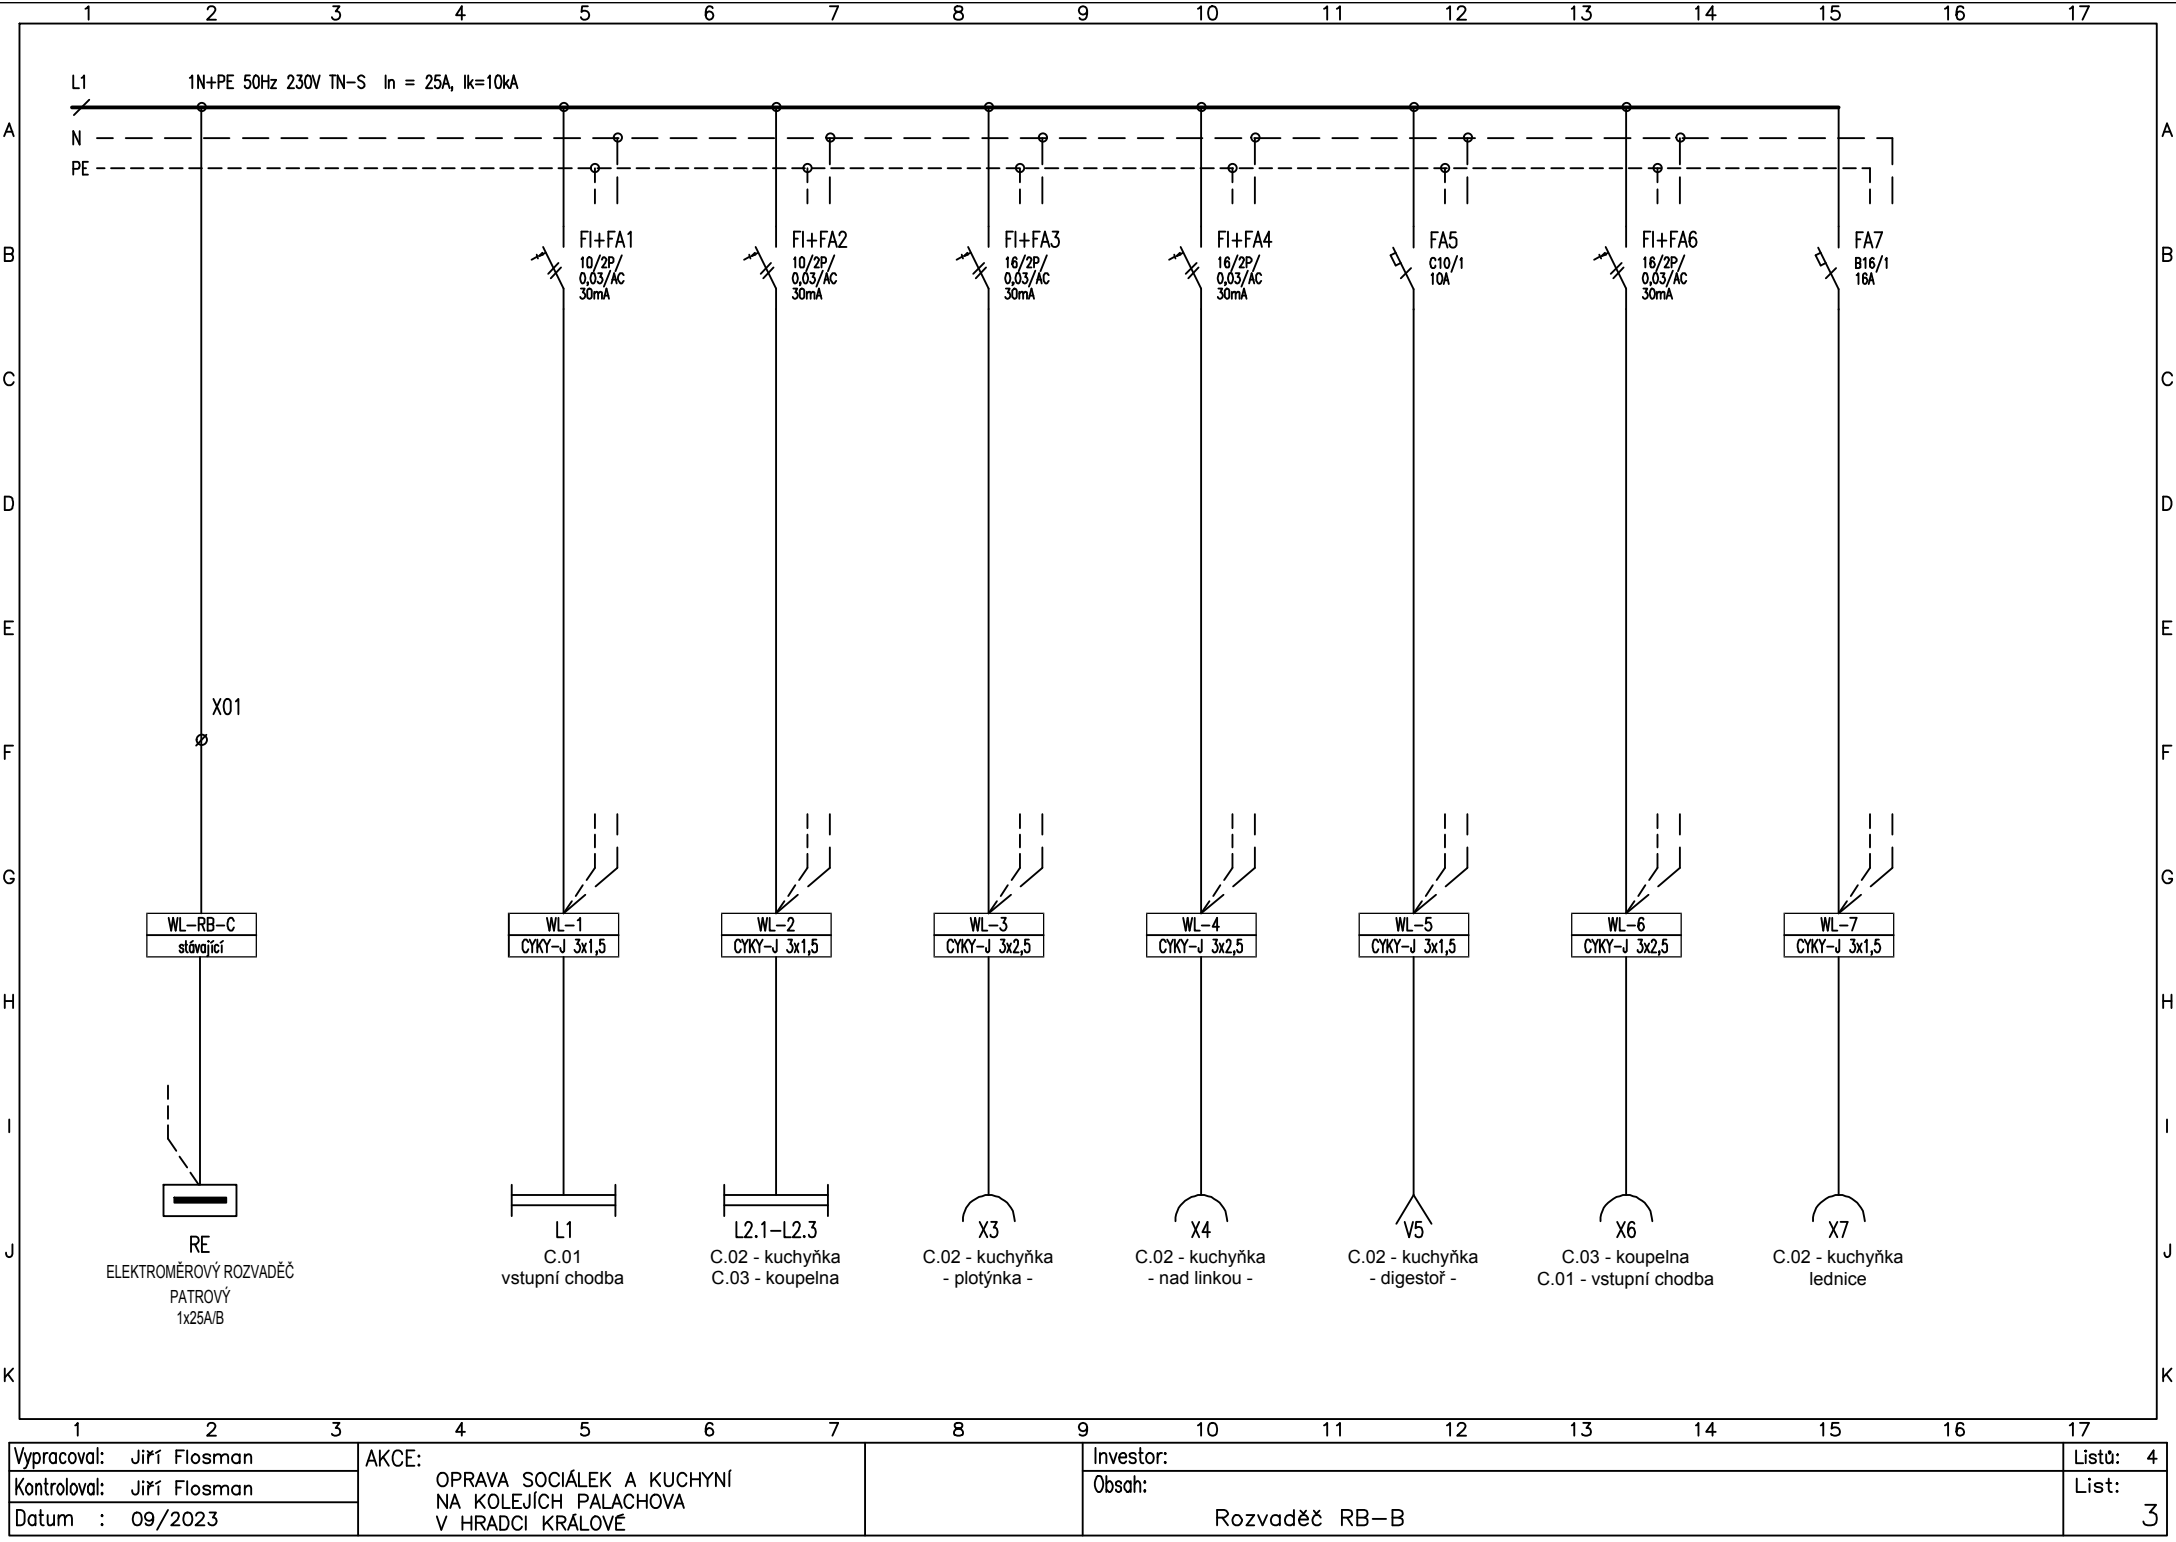 1 2 3 4 5 6 7 8 9 10 11 12 13 14 15 16 17
L1 1N+PE 50Hz 230V TN-S In = 25A, Ik=10kA
A A
N
PE
FI+FA1 FI+FA2 FI+FA3 FI+FA4 FA5 FI+FA6 FA7
B B
10/2P/ 10/2P/ 16/2P/ 16/2P/ C10/1 16/2P/ B16/1
0,03/AC 0,03/AC 0,03/AC 0,03/AC 10A 0,03/AC 16A
30mA 30mA 30mA 30mA 30mA
C C
D D
E E
X01
F F
G G
WL-RB-C WL-1 WL-2 WL-3 WL-4 WL-5 WL-6 WL-7
stávající CYKY-J 3x1,5 CYKY-J 3x1,5 CYKY-J 3x2,5 CYKY-J 3x2,5 CYKY-J 3x1,5 CYKY-J 3x2,5 CYKY-J 3x1,5
H H
I I
L1 L2.1-L2.3 X3 X4 V5 X6 X7
RE
J J
C.01 C.02 - kuchyňka C.02 - kuchyňka C.02 - kuchyňka C.02 - kuchyňka C.03 - koupelna C.02 - kuchyňka
ELEKTROMĚROVÝ ROZVADĚČ
vstupní chodba C.03 - koupelna - plotýnka - - nad linkou - - digestoř - C.01 - vstupní chodba lednice
PATROVÝ
1x25A/B
K K
1 2 3 4 5 6 7 8 9 10 11 12 13 14 15 16 17
Vypracoval: Jiří Flosman
Kontroloval: Jiří Flosman
Datum : 09/2023
AKCE:
OPRAVA SOCIÁLEK A KUCHYNÍ
NA KOLEJÍCH PALACHOVA
V HRADCI KRÁLOVÉ
Investor:
Obsah:
Rozvaděč RB-B
Listů: 4
List:
3